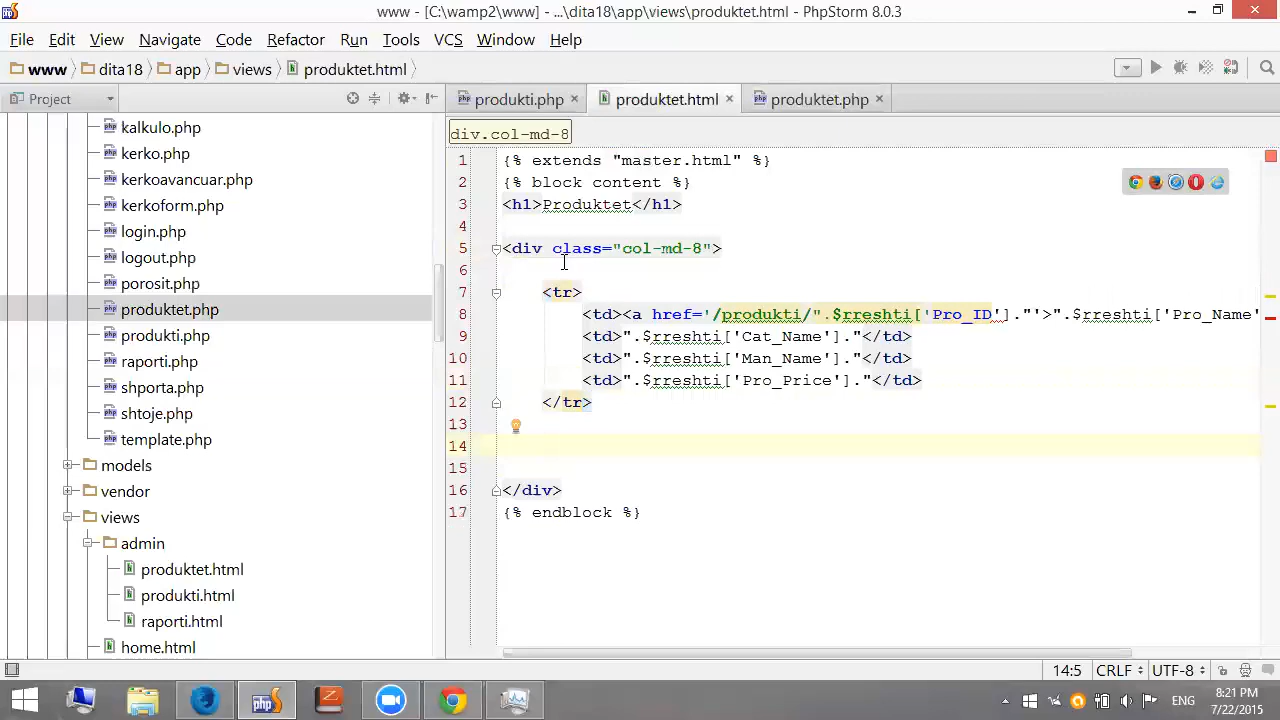 www - [C:\wamp2\www] - ...\dita18\app\views\produktet.html - PhpStorm 8.0.3
File Edit View Navigate Code Refactor Run Tools VCS Window Help
www dita18 app views produktet.html
Project
produkti.php produktet.html produktet.php
div.col-md-8
kalkulo.php
kerko.php
kerkoavancuar.php
kerkoform.php
login.php
logout.php
porosit.php
produktet.php
produkti.php
raporti.php
shporta.php
shtoje.php
template.php
models
vendor
views
admin
produktet.html
produkti.html
raporti.html
home.html
1 {% extends "master.html" %}
2 {% block content %}
3 <h1>Produktet</h1>
4
5 <div class="col-md-8">
6
7 <tr>
8 <td><a href='/produkti/".$rreshti['Pro_ID']."'>".$rreshti['Pro_Name'
9 <td>".$rreshti['Cat_Name']."</td>
10 <td>".$rreshti['Man_Name']."</td>
11 <td>".$rreshti['Pro_Price']."</td>
12 </tr>
13
14
15
16 </div>
17 {% endblock %}
14:5 CRLF UTF-8
php
ENG
8:21 PM
7/22/2015